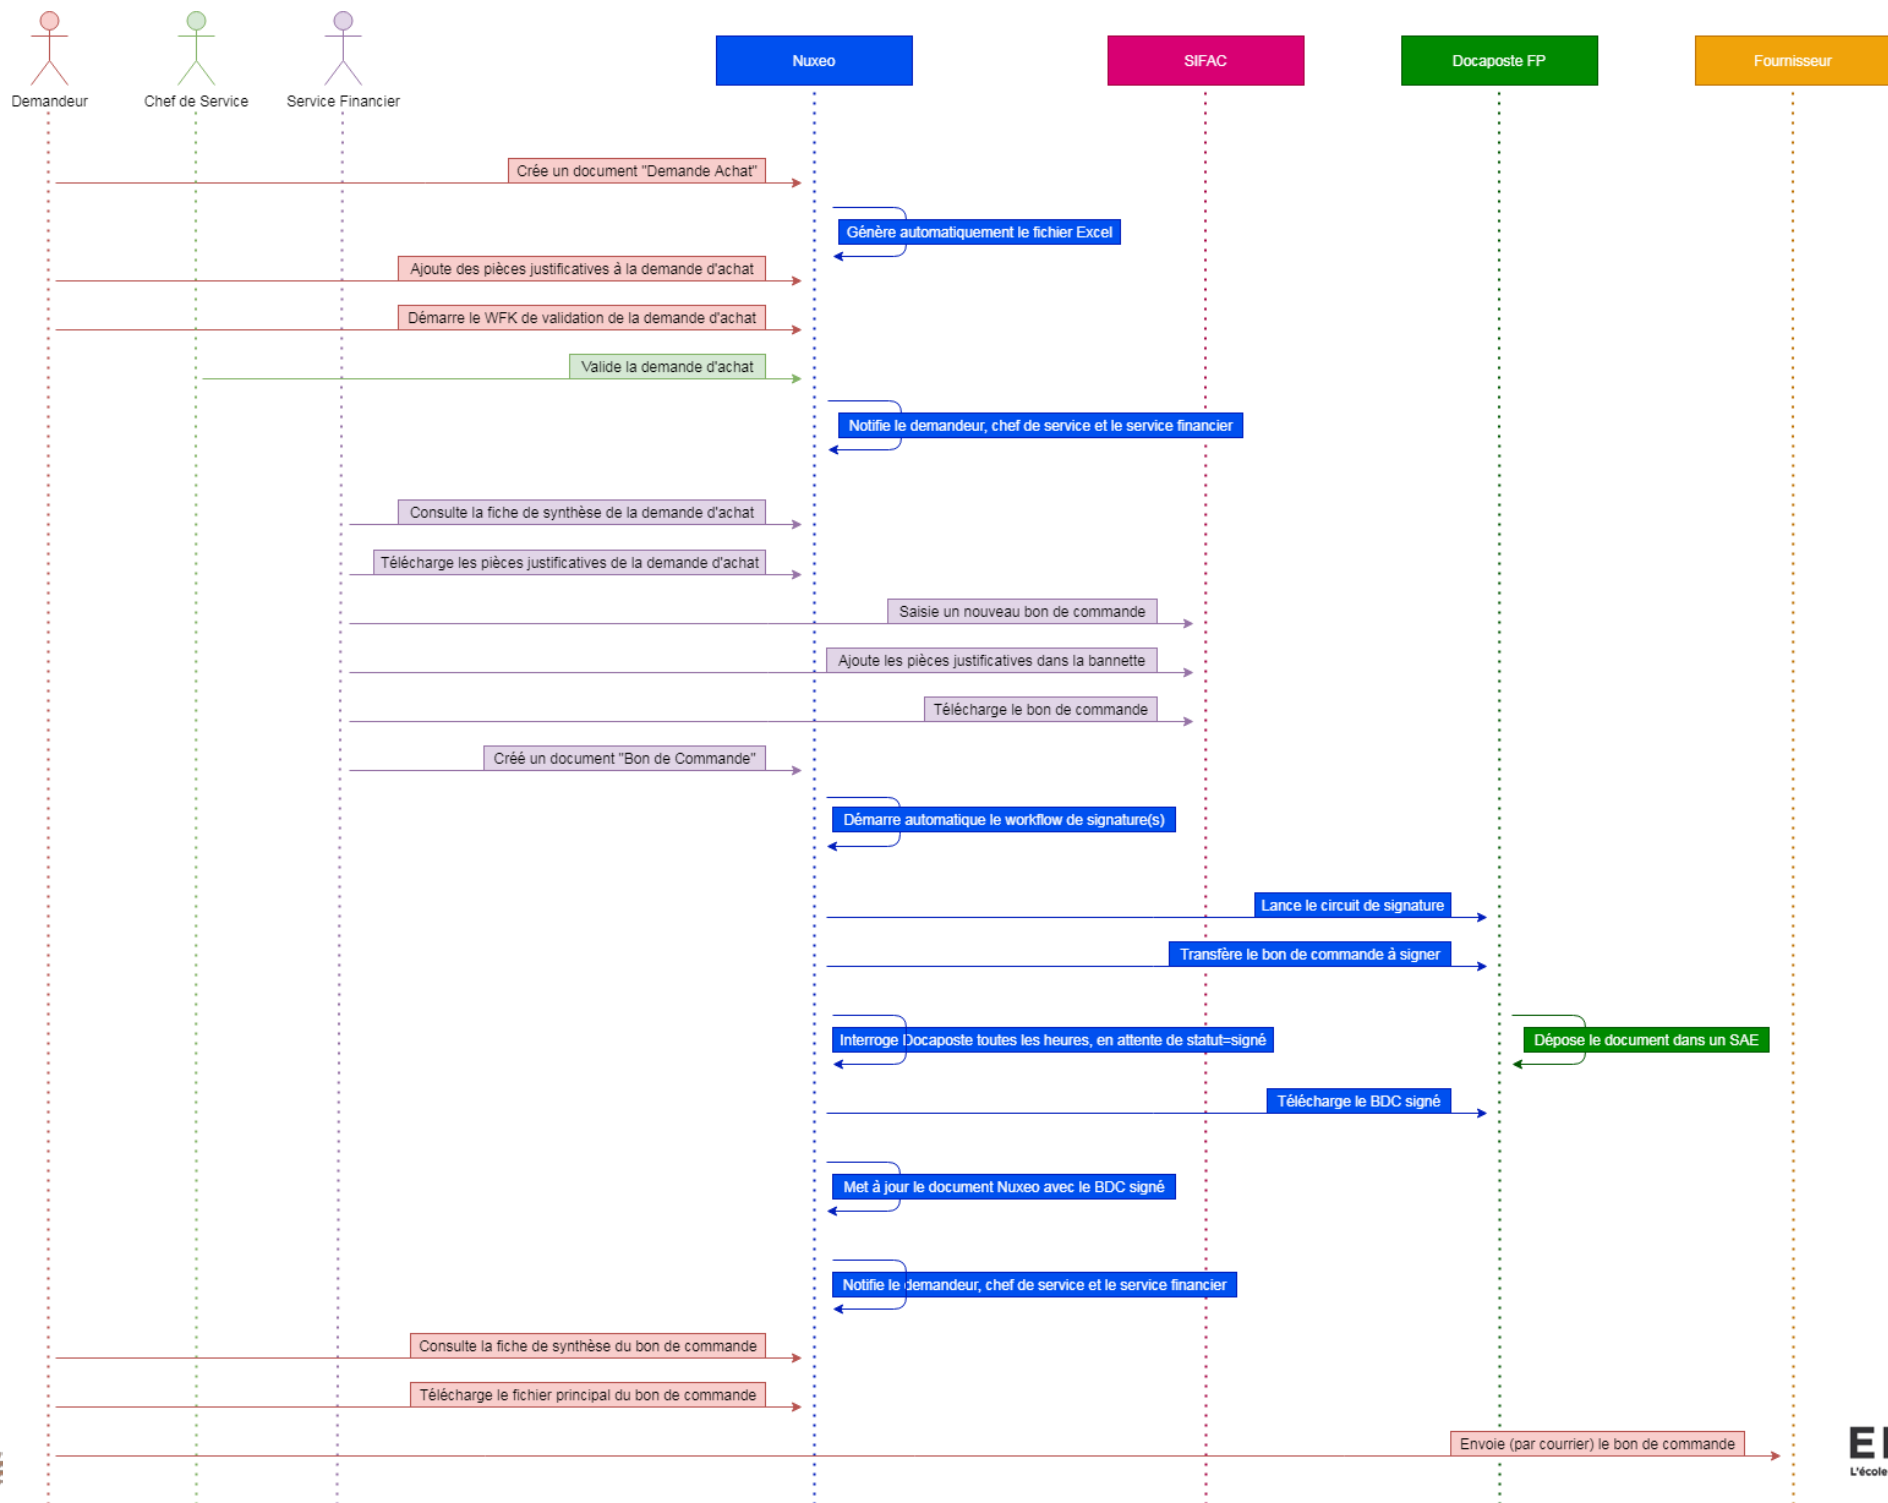 Demandeur
Chef de Service
Service Financier
Nuxeo
SIFAC
Docaposte FP
Fournisseur
Crée un document "Demande Achat"
Génère automatiquement le fichier Excel
Ajoute des pièces justificatives à la demande d'achat
Démarre le WFK de validation de la demande d'achat
Valide la demande d'achat
Notifie le demandeur, chef de service et le service financier
Consulte la fiche de synthèse de la demande d'achat
Télécharge les pièces justificatives de la demande d'achat
Saisie un nouveau bon de commande
Ajoute les pièces justificatives dans la bannette
Télécharge le bon de commande
Créé un document "Bon de Commande"
Démarre automatique le workflow de signature(s)
Lance le circuit de signature
Transfère le bon de commande à signer
Interroge Docaposte toutes les heures, en attente de statut=signé
Dépose le document dans un SAE
Télécharge le BDC signé
Met à jour le document Nuxeo avec le BDC signé
Notifie le demandeur, chef de service et le service financier
Consulte la fiche de synthèse du bon de commande
Télécharge le fichier principal du bon de commande
Envoie (par courrier) le bon de commande
L'école